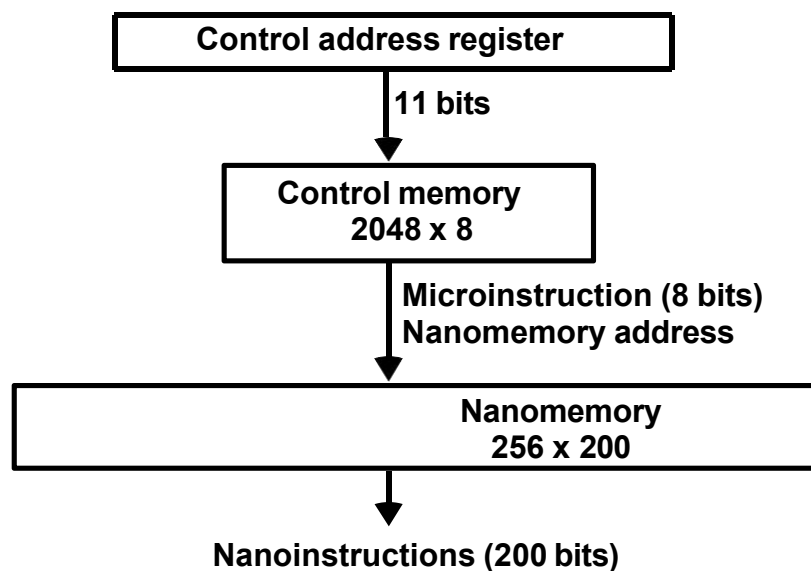 Control address register
11 bits
Control memory
2048 x 8
Microinstruction (8 bits)
Nanomemory address
Nanomemory
256 x 200
Nanoinstructions (200 bits)